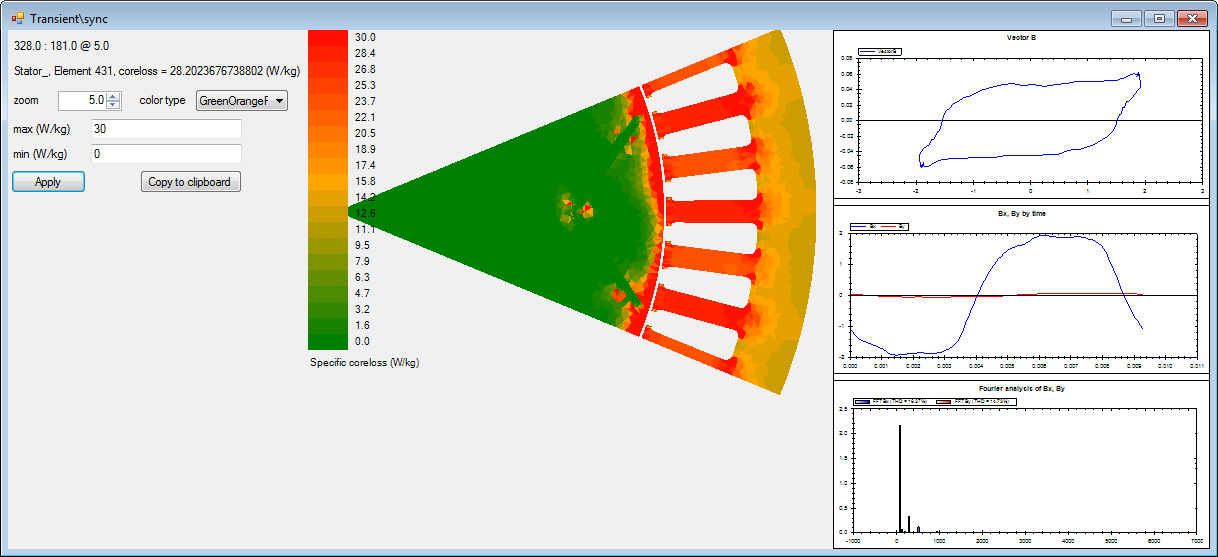 Transient\sync
328.0 : 181.0 @ 5.0
Stator_, Element 431, coreloss = 28.2023676738802 (W/kg)
zoom 5.0 color type GreenOrangeF
max (W/kg) 30
min (W/kg) 0
Apply Copy to clipboard
30.0
28.4
26.8
25.3
23.7
22.1
20.5
18.9
17.4
15.8
14.2
12.6
11.1
9.5
7.9
6.3
4.7
3.2
1.6
0.0
Specific coreloss (W/kg)
Vector B
Vector B
0.08
0.06
0.04
0.02
0.00
-0.02
-0.04
-0.06
-0.08
-3 -2 -1 0 1 2 3
Bx, By by time
Bx By
2
1
0
-1
-2
0.000 0.001 0.002 0.003 0.004 0.005 0.006 0.007 0.008 0.009 0.010 0.011
Fourier analysis of Bx, By
FFT Bx (THD = %) FFT By (THD = %)
2.5
2.0
1.5
1.0
0.5
0.0
-1000 0 1000 2000 3000 4000 5000 6000 7000